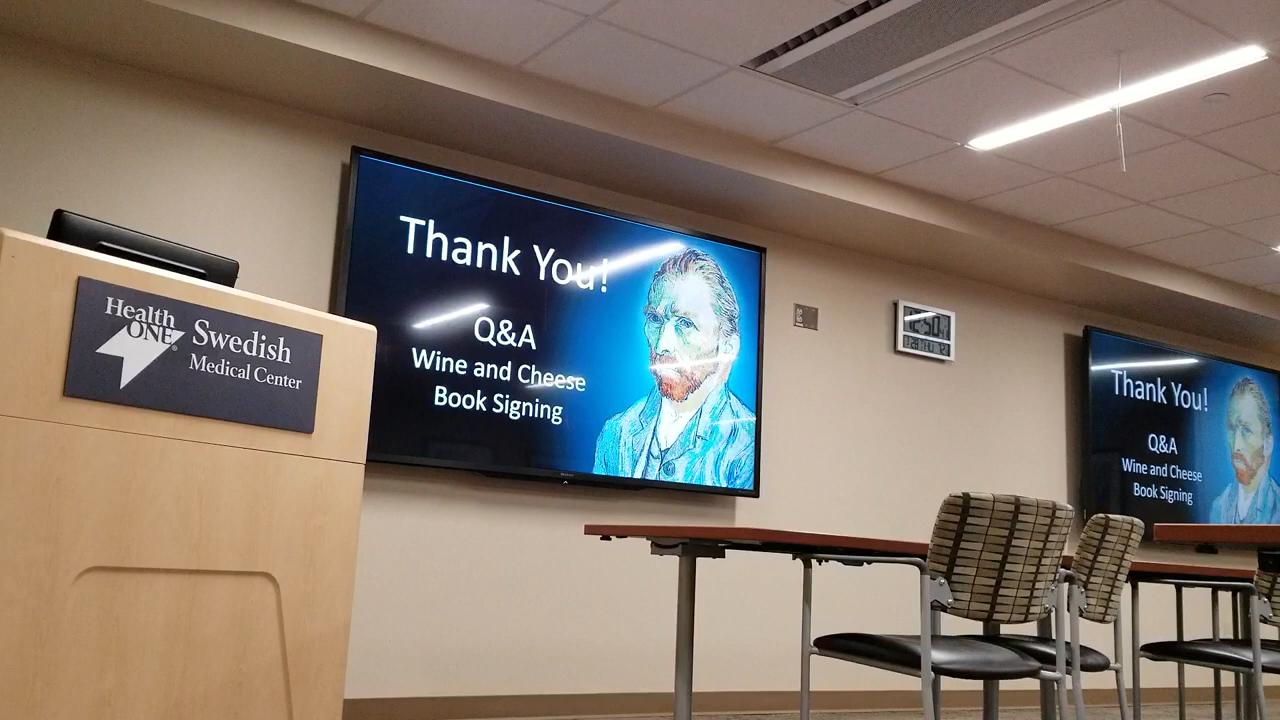 Health
ONE®
Swedish
Medical Center
Thank You!
Q&A
Wine and Cheese
Book Signing
Thank You!
Q&A
Wine and Cheese
Book Signing